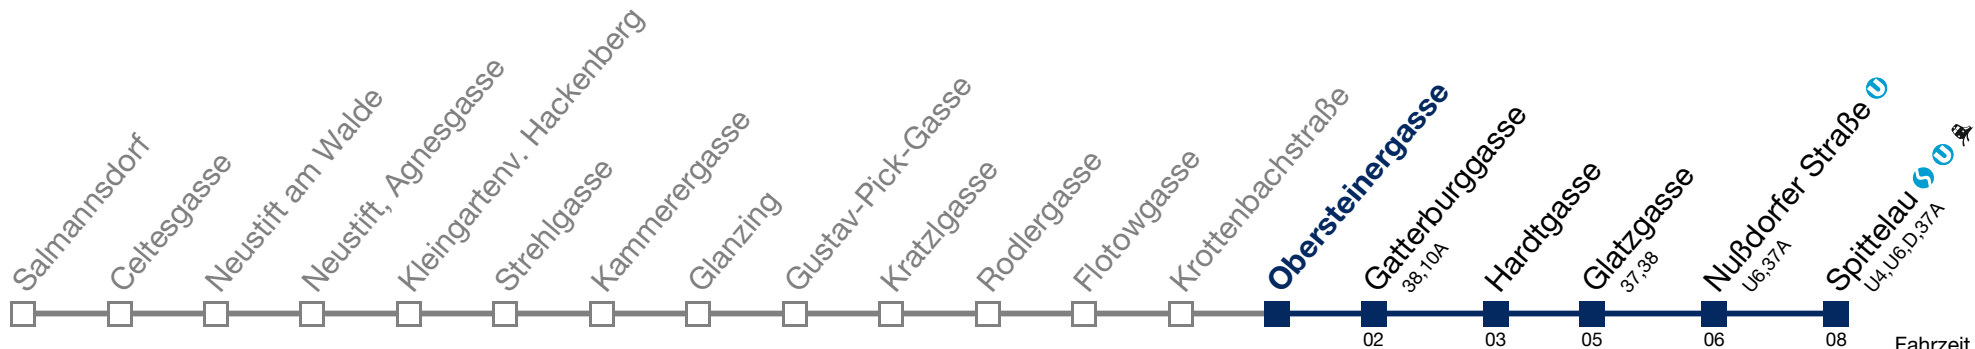 Salmannsdorf
Celtesgasse
Neustift am Walde
Neustift, Agnesgasse
Kleingartenv. Hackenberg
Strehlgasse
Kammerergasse
Glanzing
Gustav-Pick-Gasse
Kratzlgasse
Rodlergasse
Flotowgasse
Krottenbachstraße
Obersteinergasse
Gatterburggasse
38,10A
Hardtgasse
Glatzgasse
37,38
Nußdorfer Straße U
U6,37A
Spittelau S U
U4,U6,D,37A
02 03 05 06 08 Fahrzeit